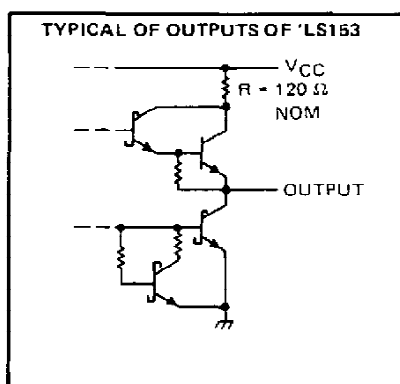 TYPICAL OF OUTPUTS OF 'LS153
VCC
R = 120 Ω
NOM
OUTPUT